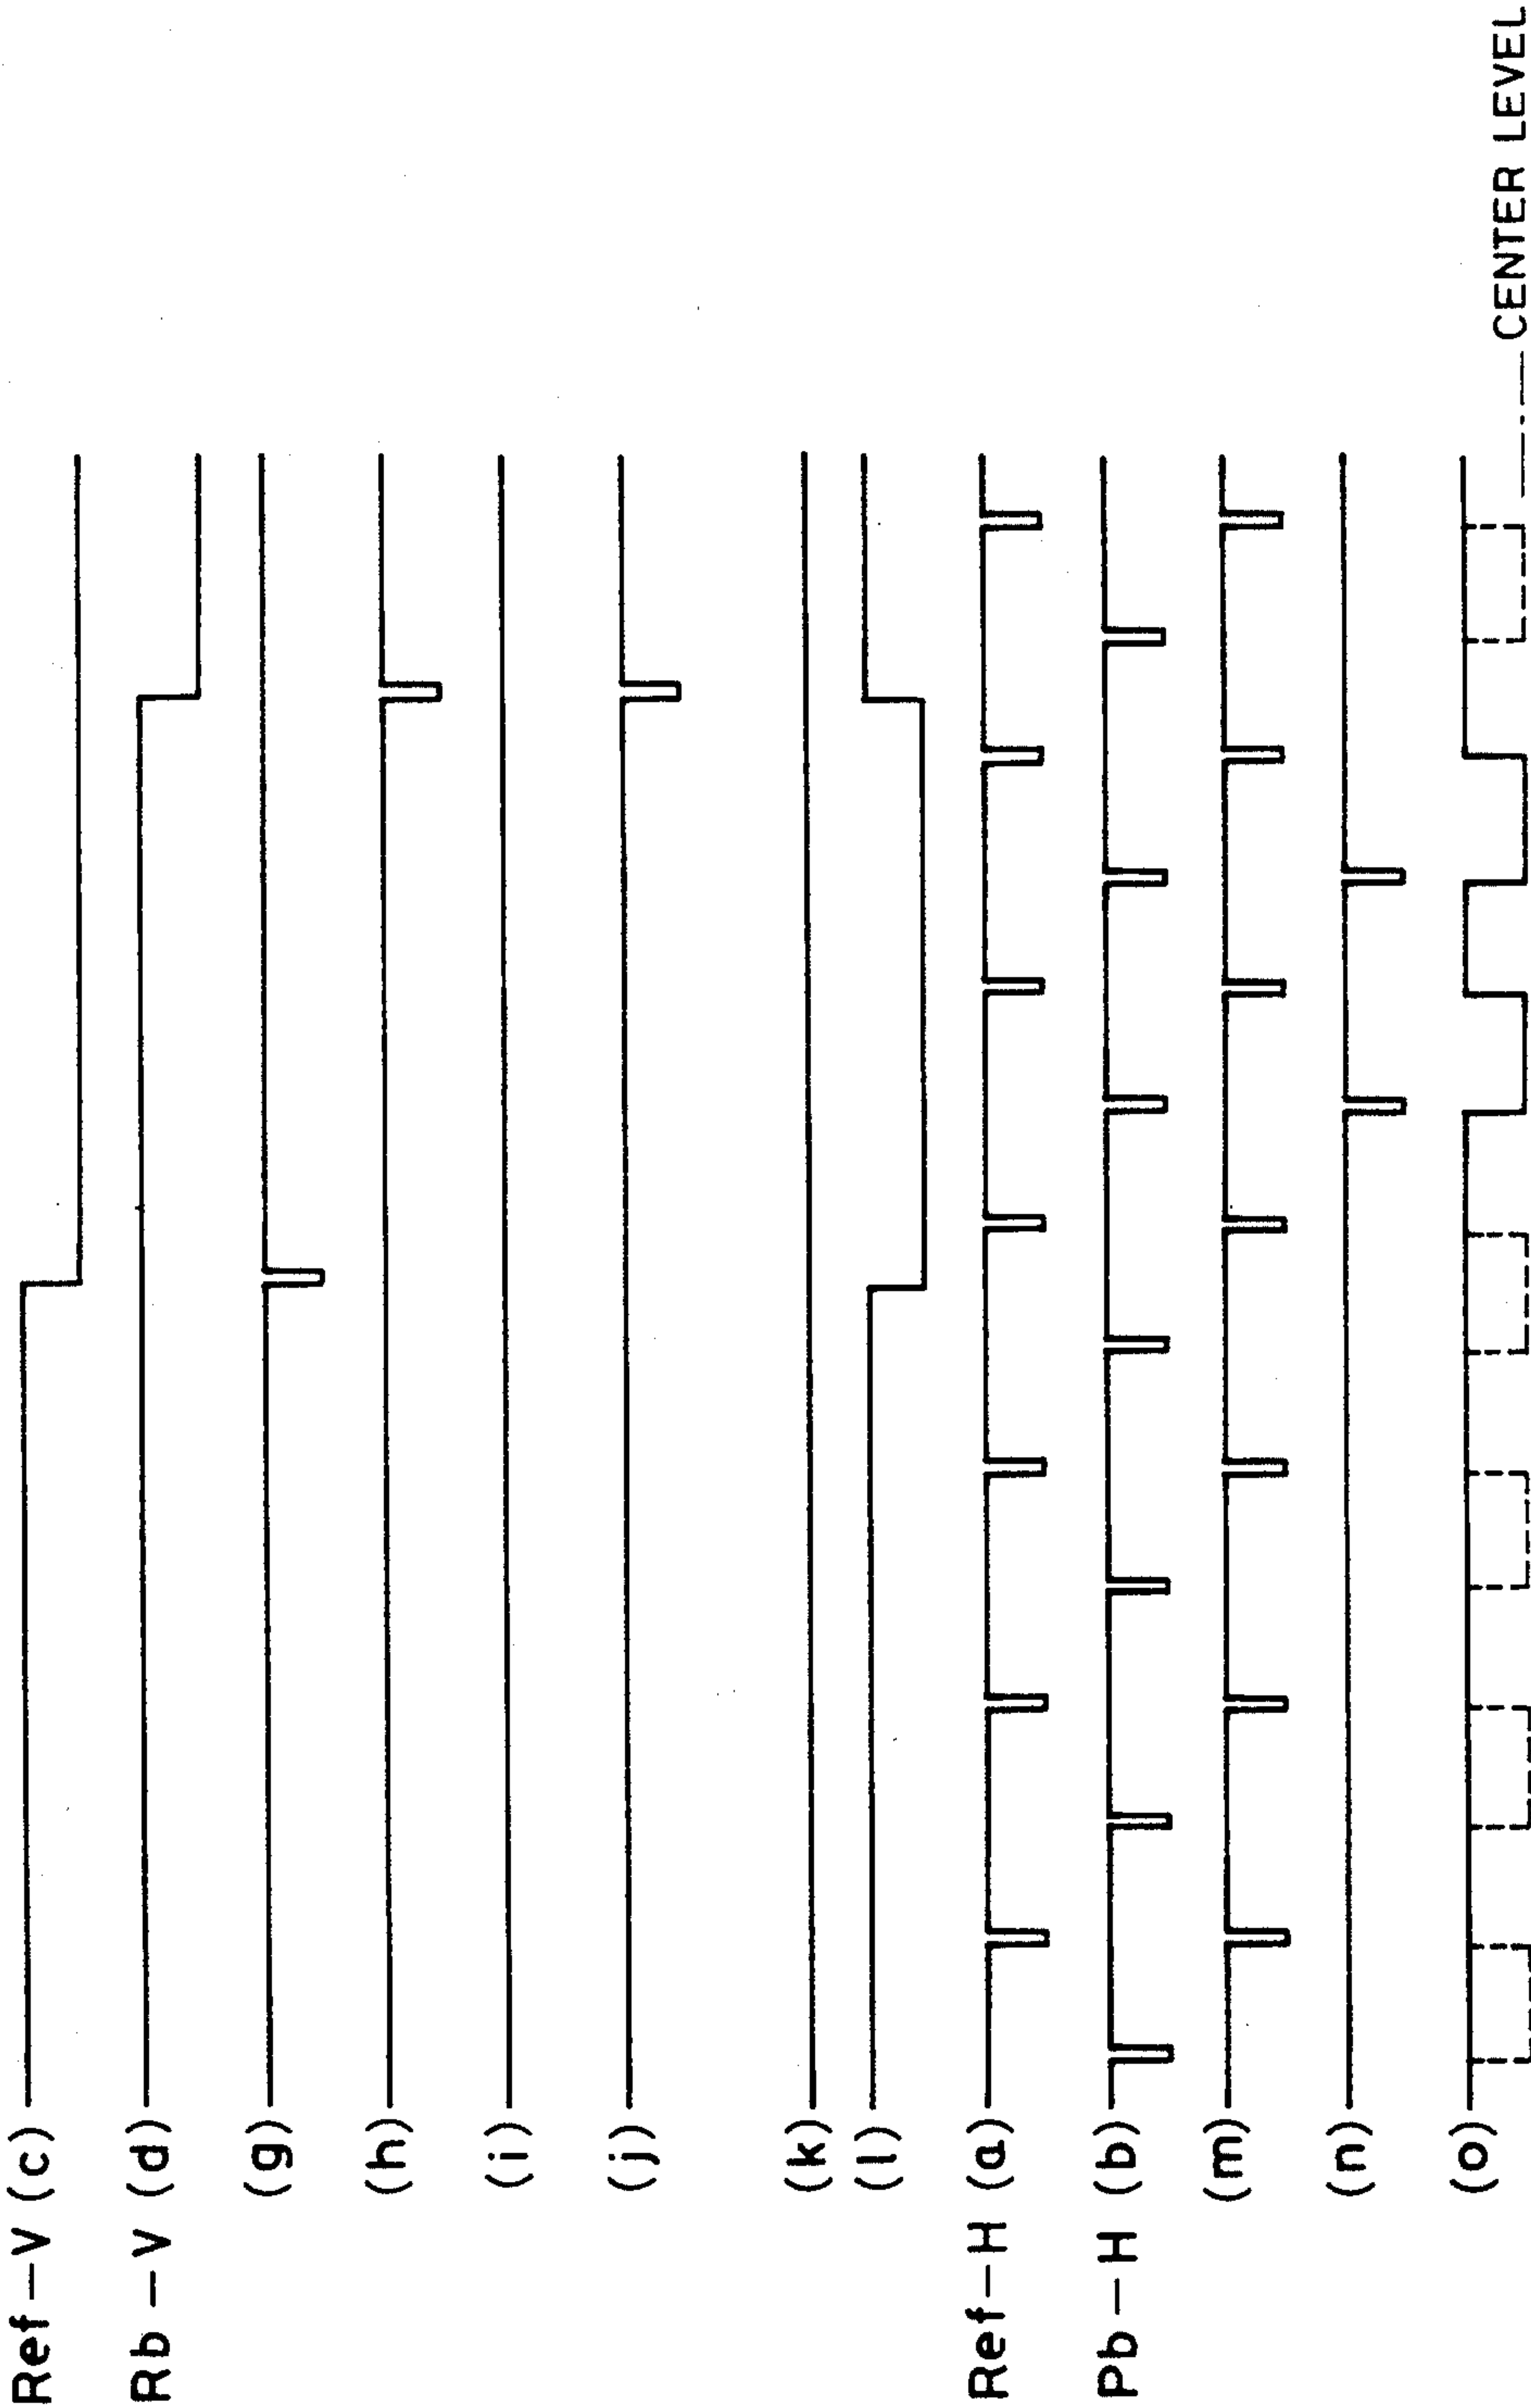 Ref-V (c)
Rb-V (d)
(g)
(h)
(i)
(j)
(k)
(l)
Ref-H (a)
Pb-H (b)
(m)
(n)
(o)
CENTER LEVEL